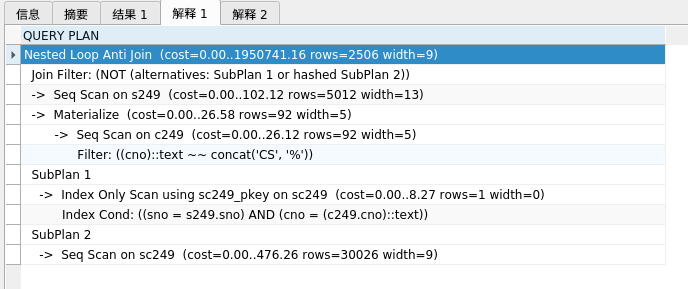 信息 摘要 结果 1 解释 1 解释 2
QUERY PLAN
Nested Loop Anti Join  (cost=0.00..1950741.16 rows=2506 width=9)
Join Filter: (NOT (alternatives: SubPlan 1 or hashed SubPlan 2))
->  Seq Scan on s249  (cost=0.00..102.12 rows=5012 width=13)
->  Materialize  (cost=0.00..26.58 rows=92 width=5)
->  Seq Scan on c249  (cost=0.00..26.12 rows=92 width=5)
Filter: ((cno)::text ~~ concat('CS', '%'))
SubPlan 1
->  Index Only Scan using sc249_pkey on sc249  (cost=0.00..8.27 rows=1 width=0)
Index Cond: ((sno = s249.sno) AND (cno = (c249.cno)::text))
SubPlan 2
->  Seq Scan on sc249  (cost=0.00..476.26 rows=30026 width=9)